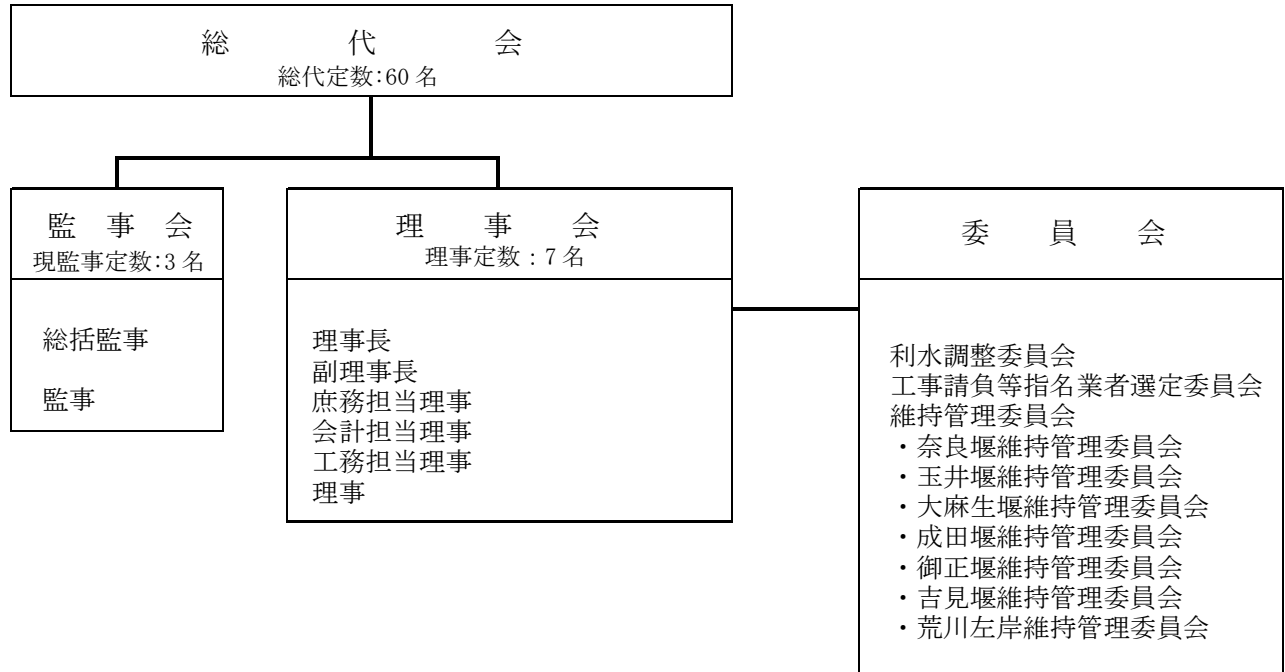 総代会
総代定数:60名
監事会
現監事定数:3名
総括監事
監事
理事会
理事定数:7名
理事長
副理事長
庶務担当理事
会計担当理事
工務担当理事
理事
委員会
利水調整委員会
工事請負等指名業者選定委員会
維持管理委員会
・奈良堰維持管理委員会
・玉井堰維持管理委員会
・大麻生堰維持管理委員会
・成田堰維持管理委員会
・御正堰維持管理委員会
・吉見堰維持管理委員会
・荒川左岸維持管理委員会